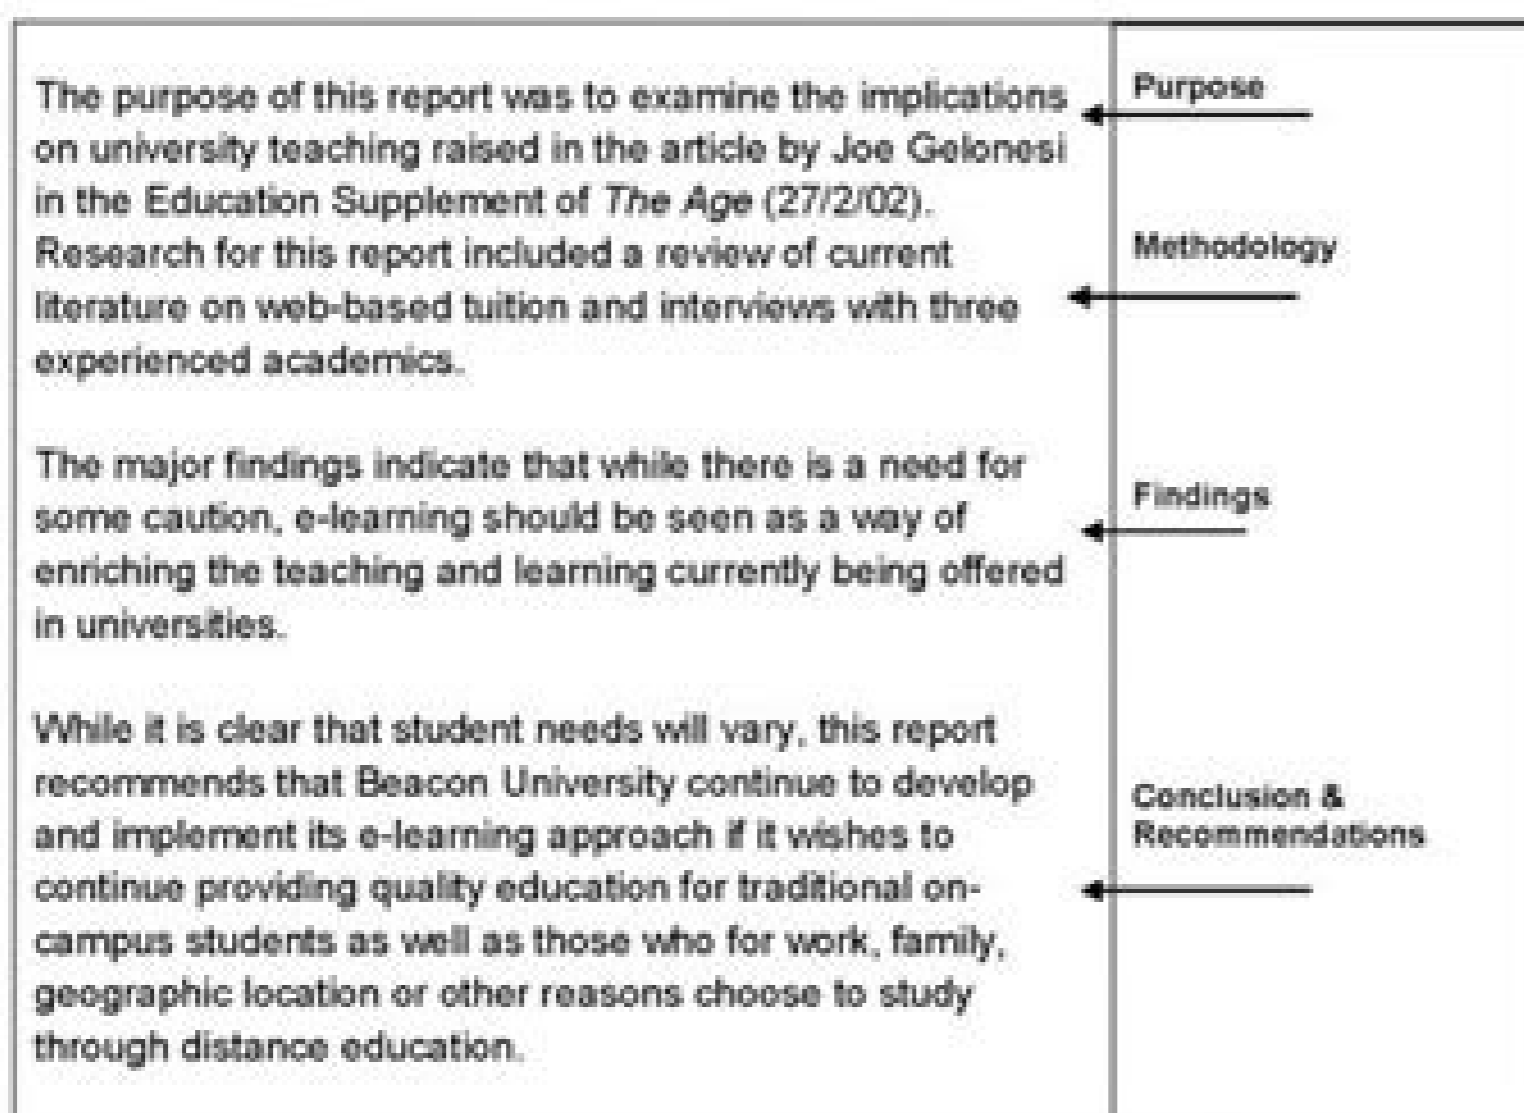 The purpose of this report was to examine the implications
on university teaching raised in the article by Joe Gelonesi
in the Education Supplement of The Age (27/2/02).
Research for this report included a review of current
literature on web-based tuition and interviews with three
experienced academics.
The major findings indicate that while there is a need for
some caution, e-learning should be seen as a way of
enriching the teaching and learning currently being offered
in universities.
While it is clear that student needs will vary, this report
recommends that Beacon University continue to develop
and implement its e-learning approach if it wishes to
continue providing quality education for traditional on-
campus students as well as those who for work, family,
geographic location or other reasons choose to study
through distance education.
Purpose
Methodology
Findings
Conclusion &
Recommendations